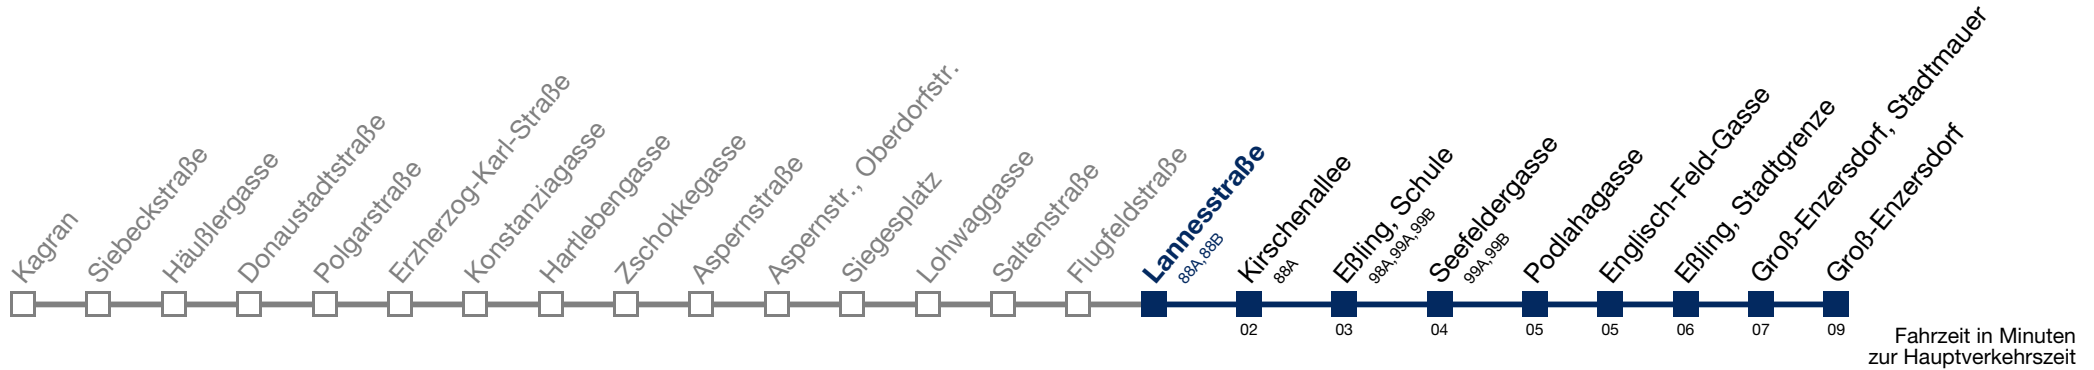 Kagran
Siebeckstraße
Häußlergasse
Donaustadtstraße
Polgarstraße
Erzherzog-Karl-Straße
Konstanziagasse
Hartlebengasse
Zschokkegasse
Aspernstraße
Aspernstr., Oberdorfstr.
Siegesplatz
Lohwaggasse
Saltenstraße
Flugfeldstraße
Lannesstraße
88A,88B
Kirschenallee
88A
02
Eßling, Schule
98A,99A,99B
03
Seefeldergasse
99A,99B
04
Podlahagasse
05
Englisch-Feld-Gasse
05
Eßling, Stadtgrenze
06
Groß-Enzersdorf, Stadtmauer
07
Groß-Enzersdorf
09
Fahrzeit in Minuten
zur Hauptverkehrszeit